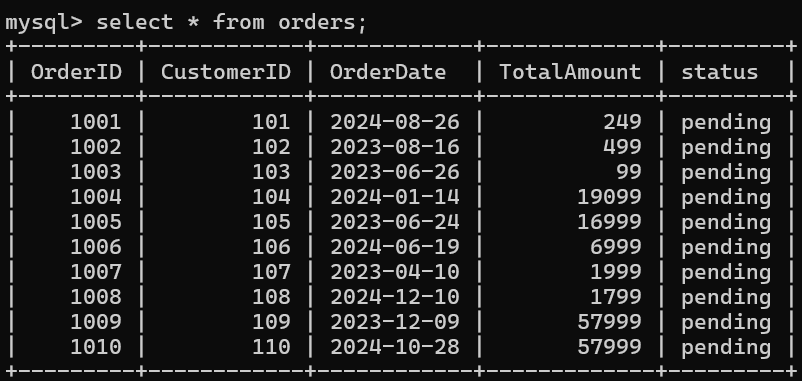 mysql> select * from orders;
+---------+------------+------------+-------------+---------+
| OrderID | CustomerID | OrderDate  | TotalAmount | status  |
+---------+------------+------------+-------------+---------+
|    1001 |        101 | 2024-08-26 |         249 | pending |
|    1002 |        102 | 2023-08-16 |         499 | pending |
|    1003 |        103 | 2023-06-26 |          99 | pending |
|    1004 |        104 | 2024-01-14 |       19099 | pending |
|    1005 |        105 | 2023-06-24 |       16999 | pending |
|    1006 |        106 | 2024-06-19 |        6999 | pending |
|    1007 |        107 | 2023-04-10 |        1999 | pending |
|    1008 |        108 | 2024-12-10 |        1799 | pending |
|    1009 |        109 | 2023-12-09 |       57999 | pending |
|    1010 |        110 | 2024-10-28 |       57999 | pending |
+---------+------------+------------+-------------+---------+